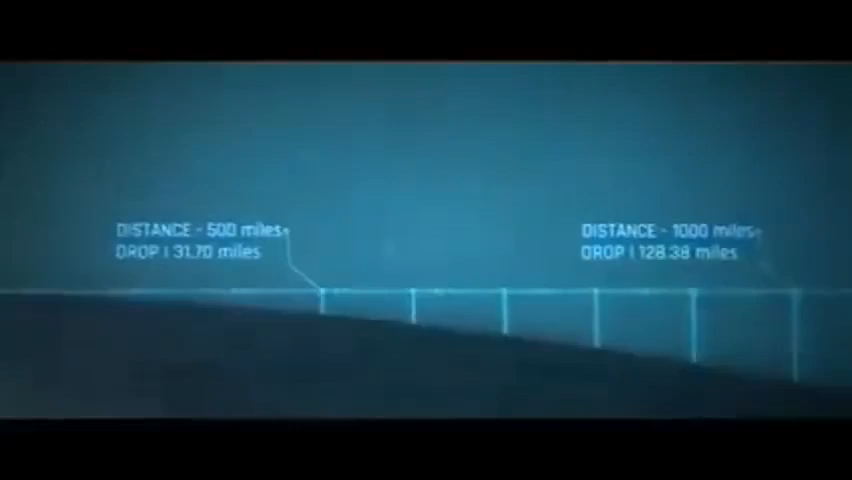 DISTANCE - 500 miles
DROP | 31.70 miles
DISTANCE - 1000 miles
DROP | 128.38 miles